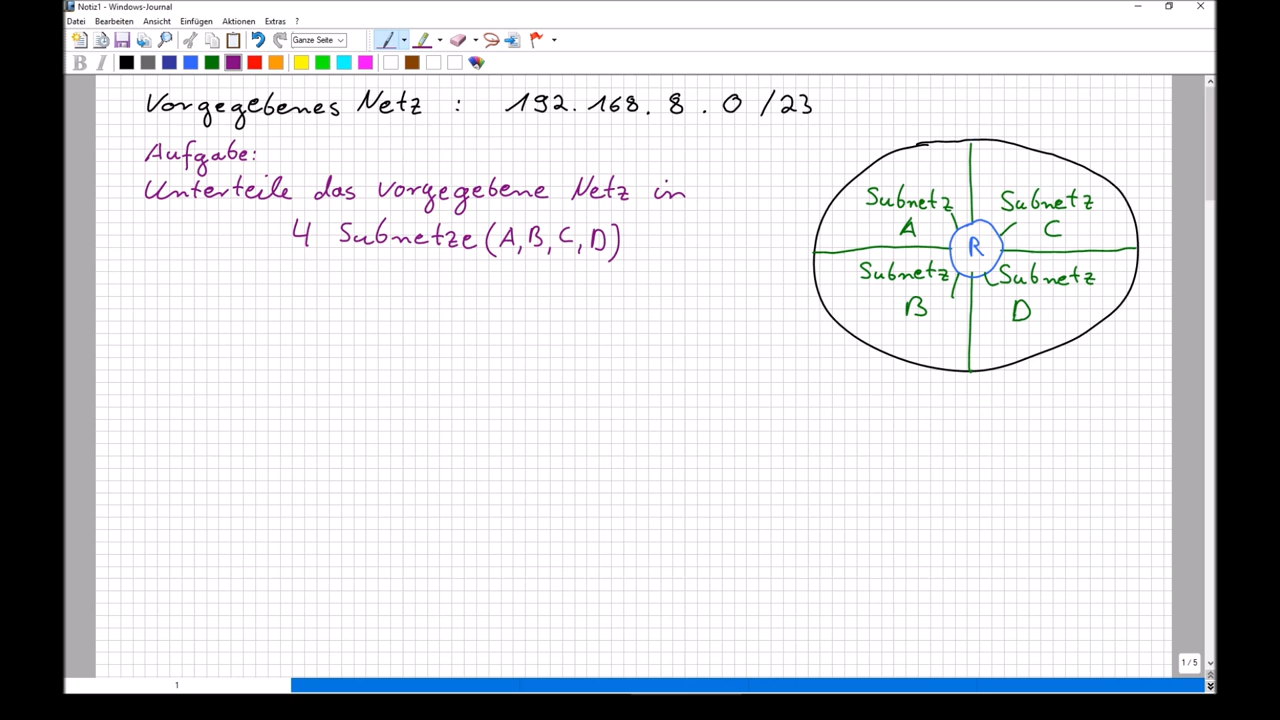 Notiz1 - Windows-Journal
Datei Bearbeiten Ansicht Einfügen Aktionen Extras ?
Ganze Seite
B I
Vorgegebenes Netz : 192.168.8.0 /23
Aufgabe:
Unterteile das vorgegebene Netz in
4 Subnetze (A, B, C, D)
Subnetz A
Subnetz C
R
Subnetz B
Subnetz D
1 / 5
1